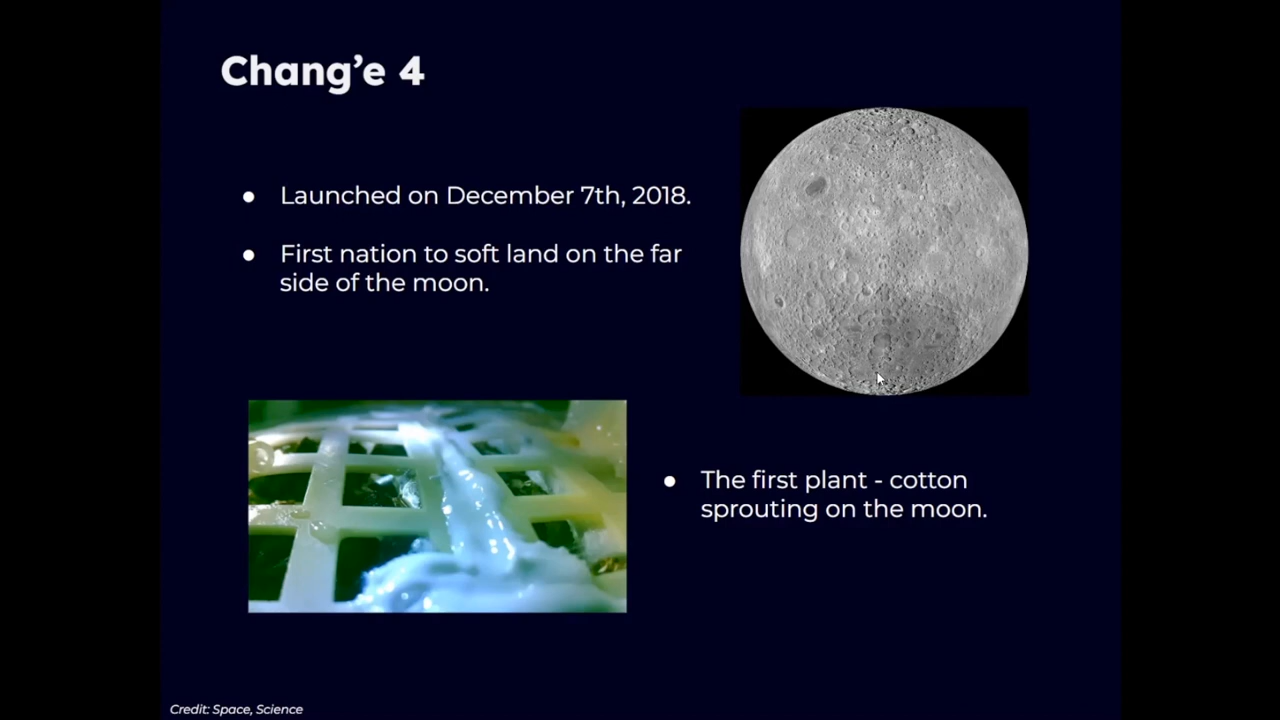 Chang’e 4
● Launched on December 7th, 2018.
● First nation to soft land on the far
side of the moon.
● The first plant - cotton
sprouting on the moon.
Credit: Space, Science